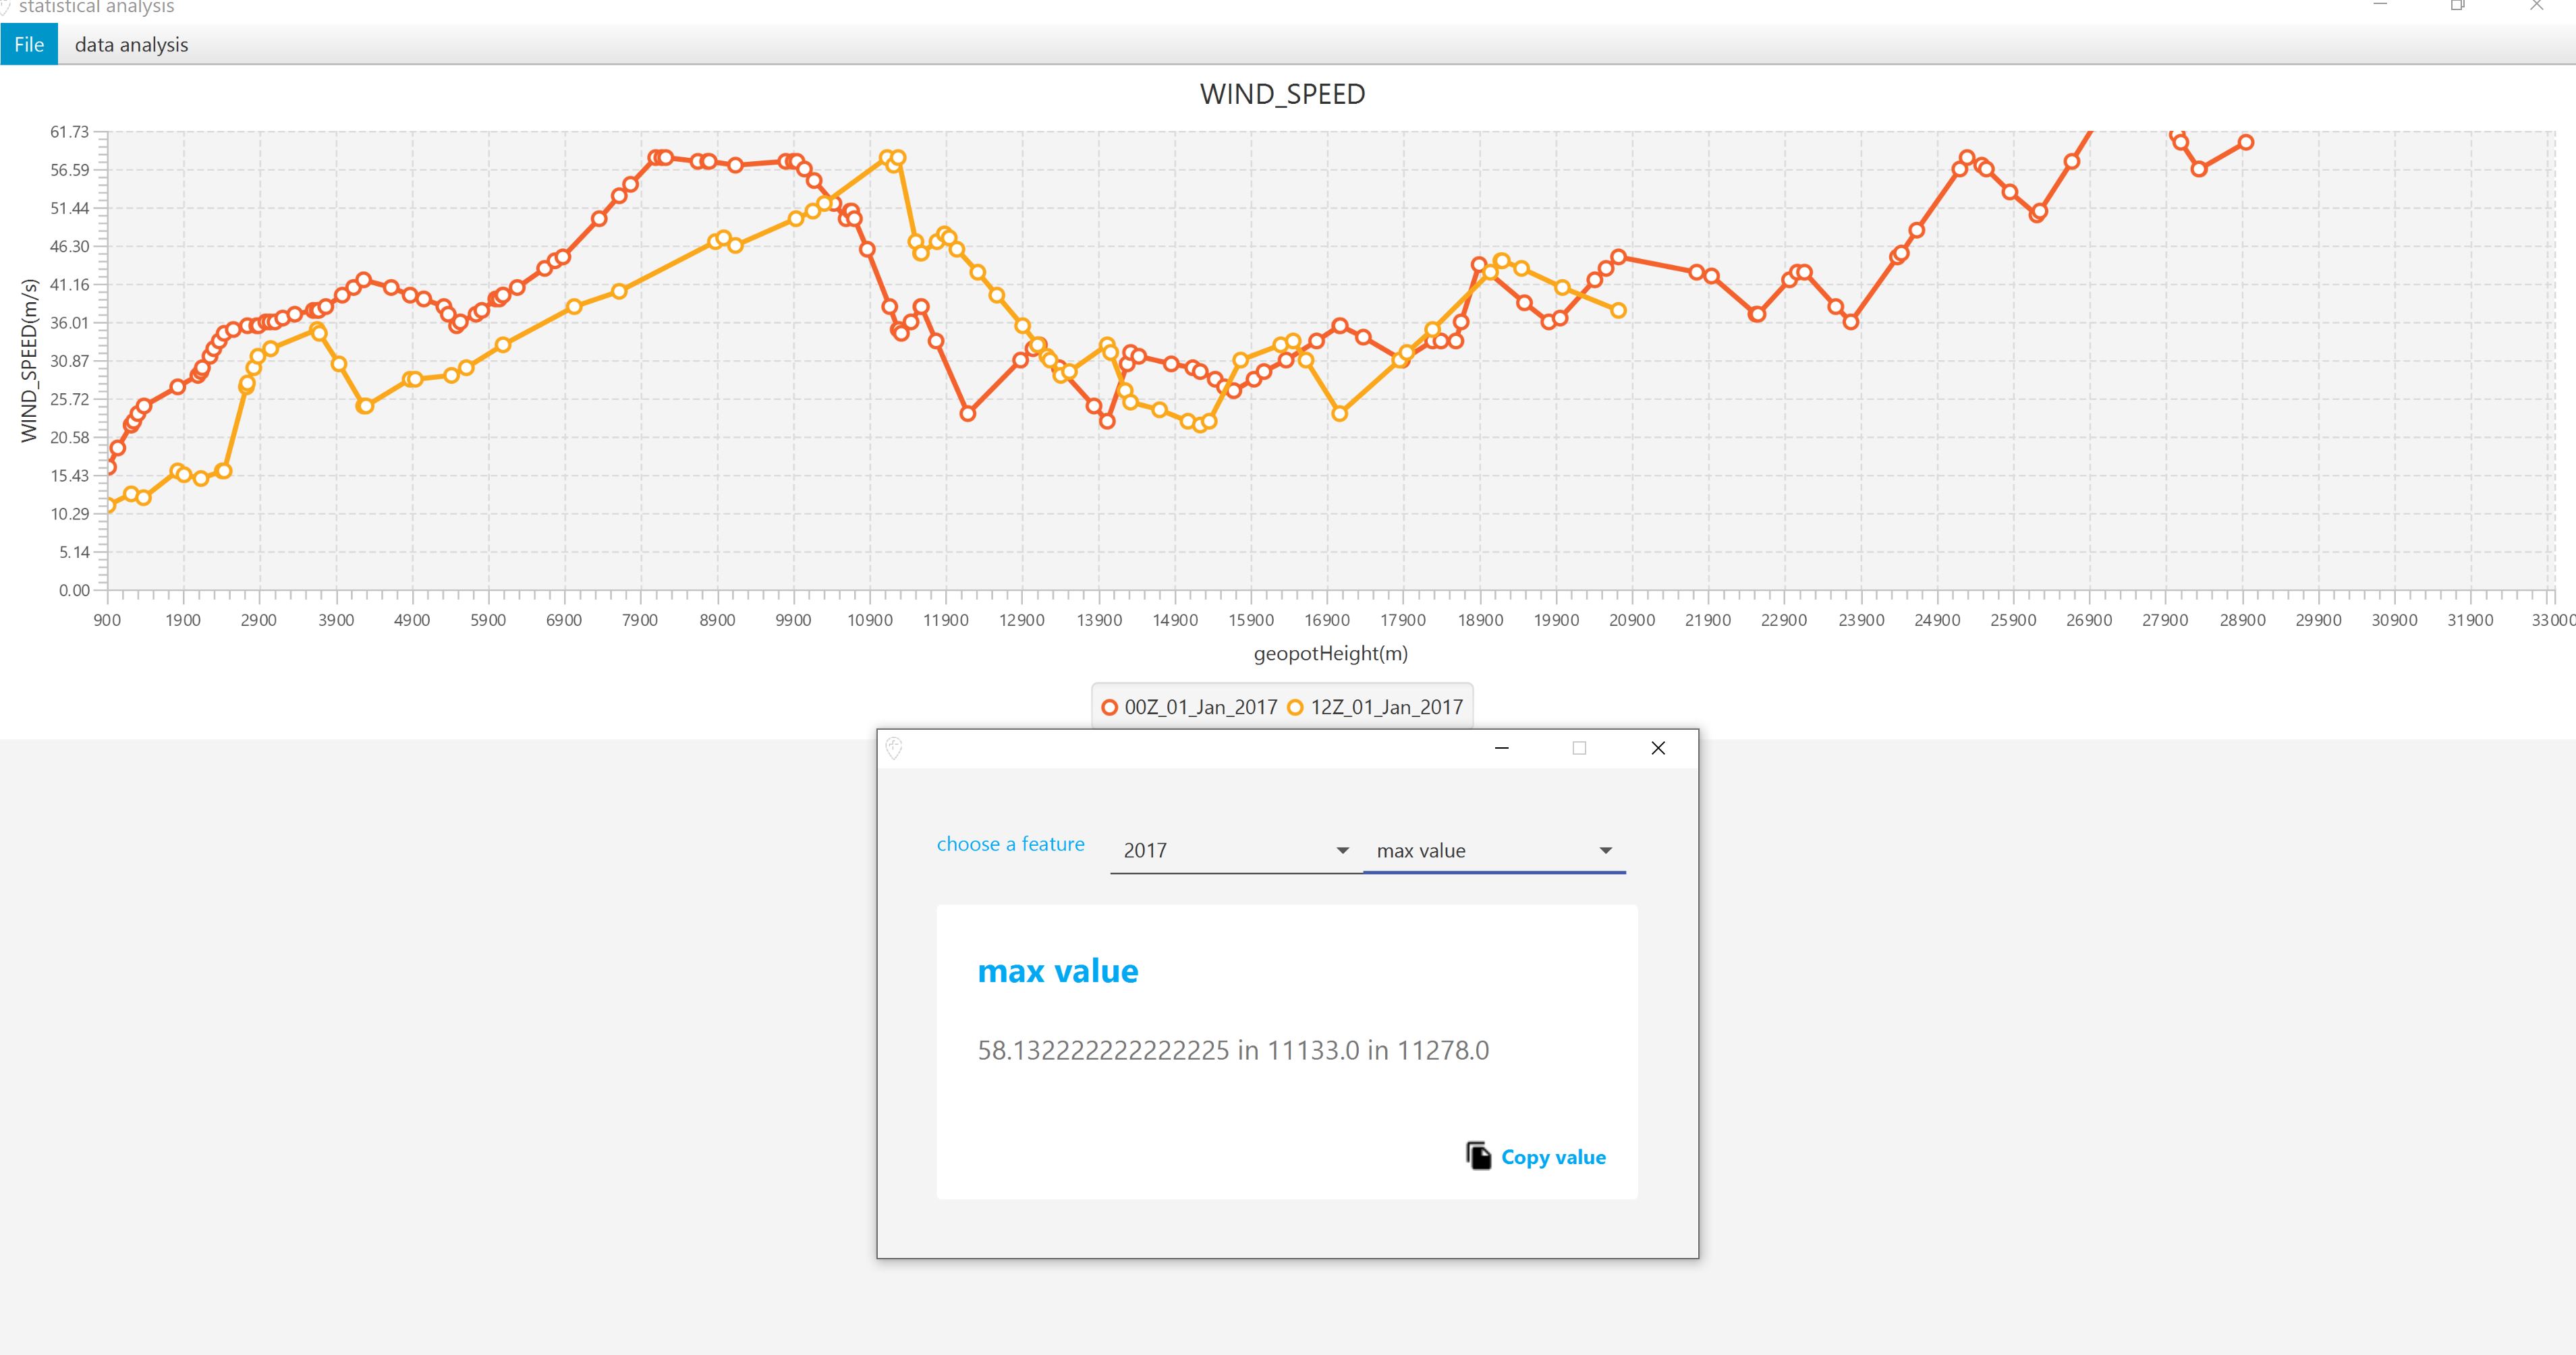 statistical analysis
File data analysis
WIND_SPEED
61.73
56.59
51.44
46.30
41.16
36.01
30.87
25.72
20.58
15.43
10.29
5.14
0.00
WIND_SPEED(m/s)
900 1900 2900 3900 4900 5900 6900 7900 8900 9900 10900 11900 12900 13900 14900 15900 16900 17900 18900 19900 20900 21900 22900 23900 24900 25900 26900 27900 28900 29900 30900 31900 33000
geopotHeight(m)
00Z_01_Jan_2017 12Z_01_Jan_2017
choose a feature 2017 max value
max value
58.132222222222225 in 11133.0 in 11278.0
Copy value